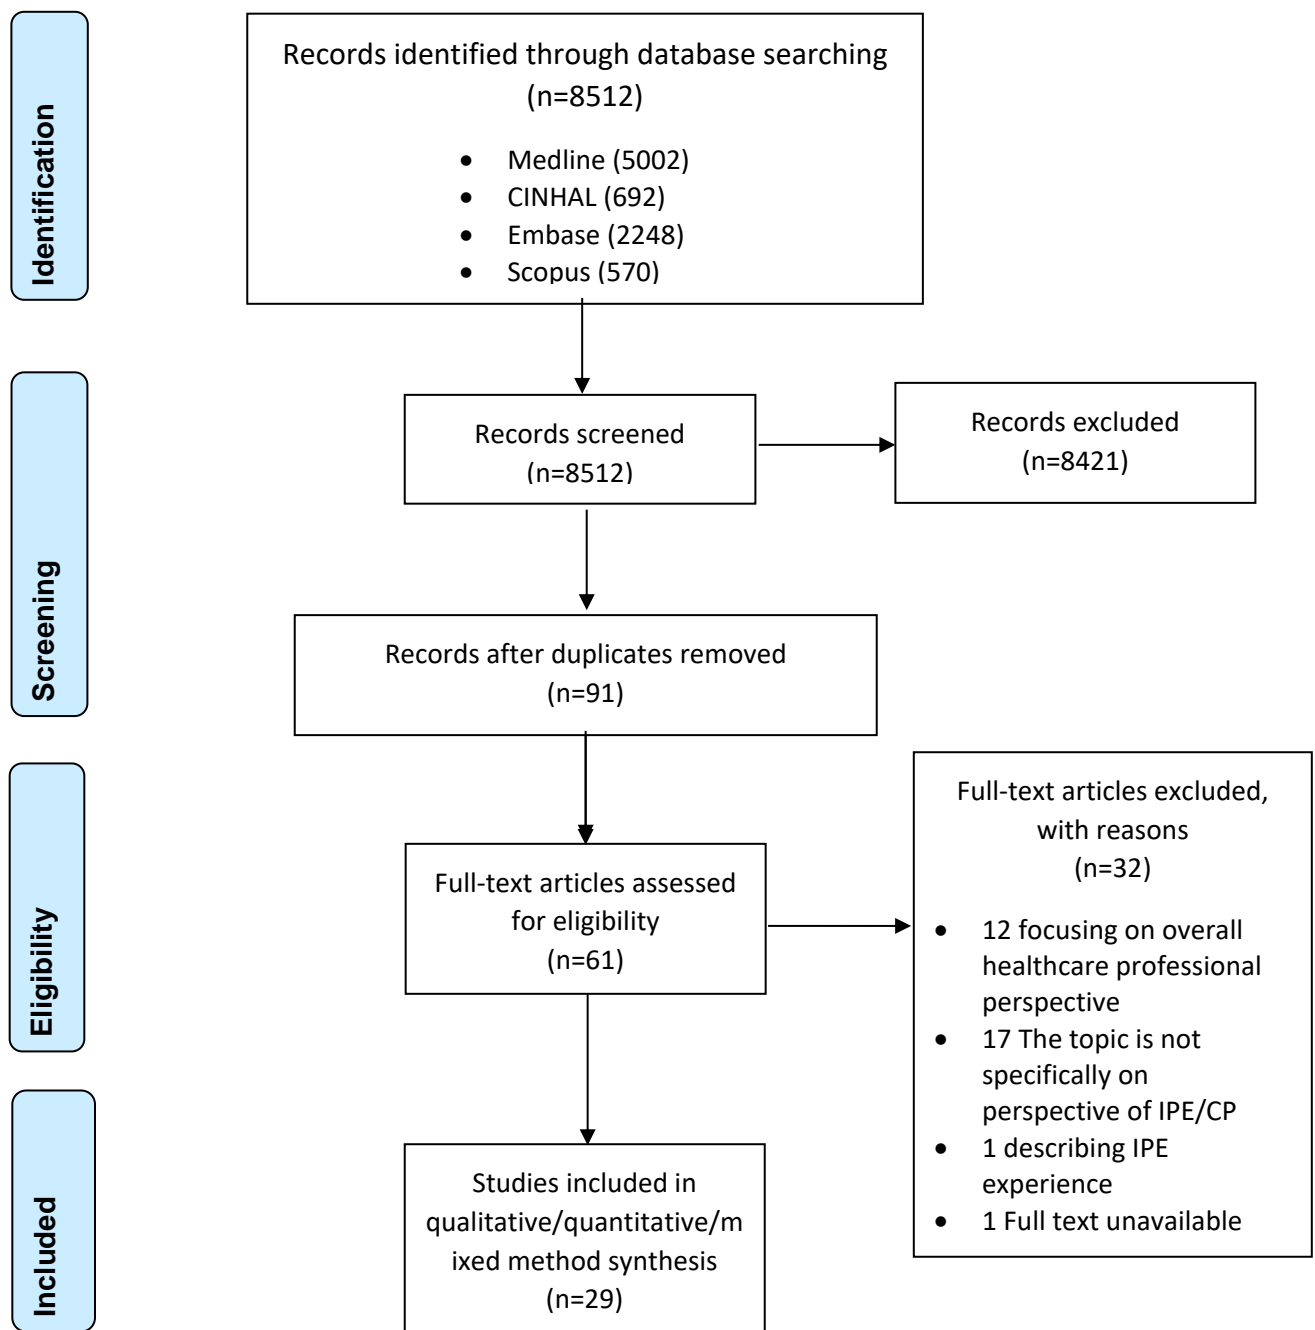 Identification
Records identified through database searching
(n=8512)
• Medline (5002)
• CINHAL (692)
• Embase (2248)
• Scopus (570)
Screening
Records screened
(n=8512)
Records excluded
(n=8421)
Records after duplicates removed
(n=91)
Eligibility
Full-text articles assessed
for eligibility
(n=61)
Full-text articles excluded,
with reasons
(n=32)
• 12 focusing on overall
healthcare professional
perspective
• 17 The topic is not
specifically on
perspective of IPE/CP
• 1 describing IPE
experience
• 1 Full text unavailable
Included
Studies included in
qualitative/quantitative/m
ixed method synthesis
(n=29)